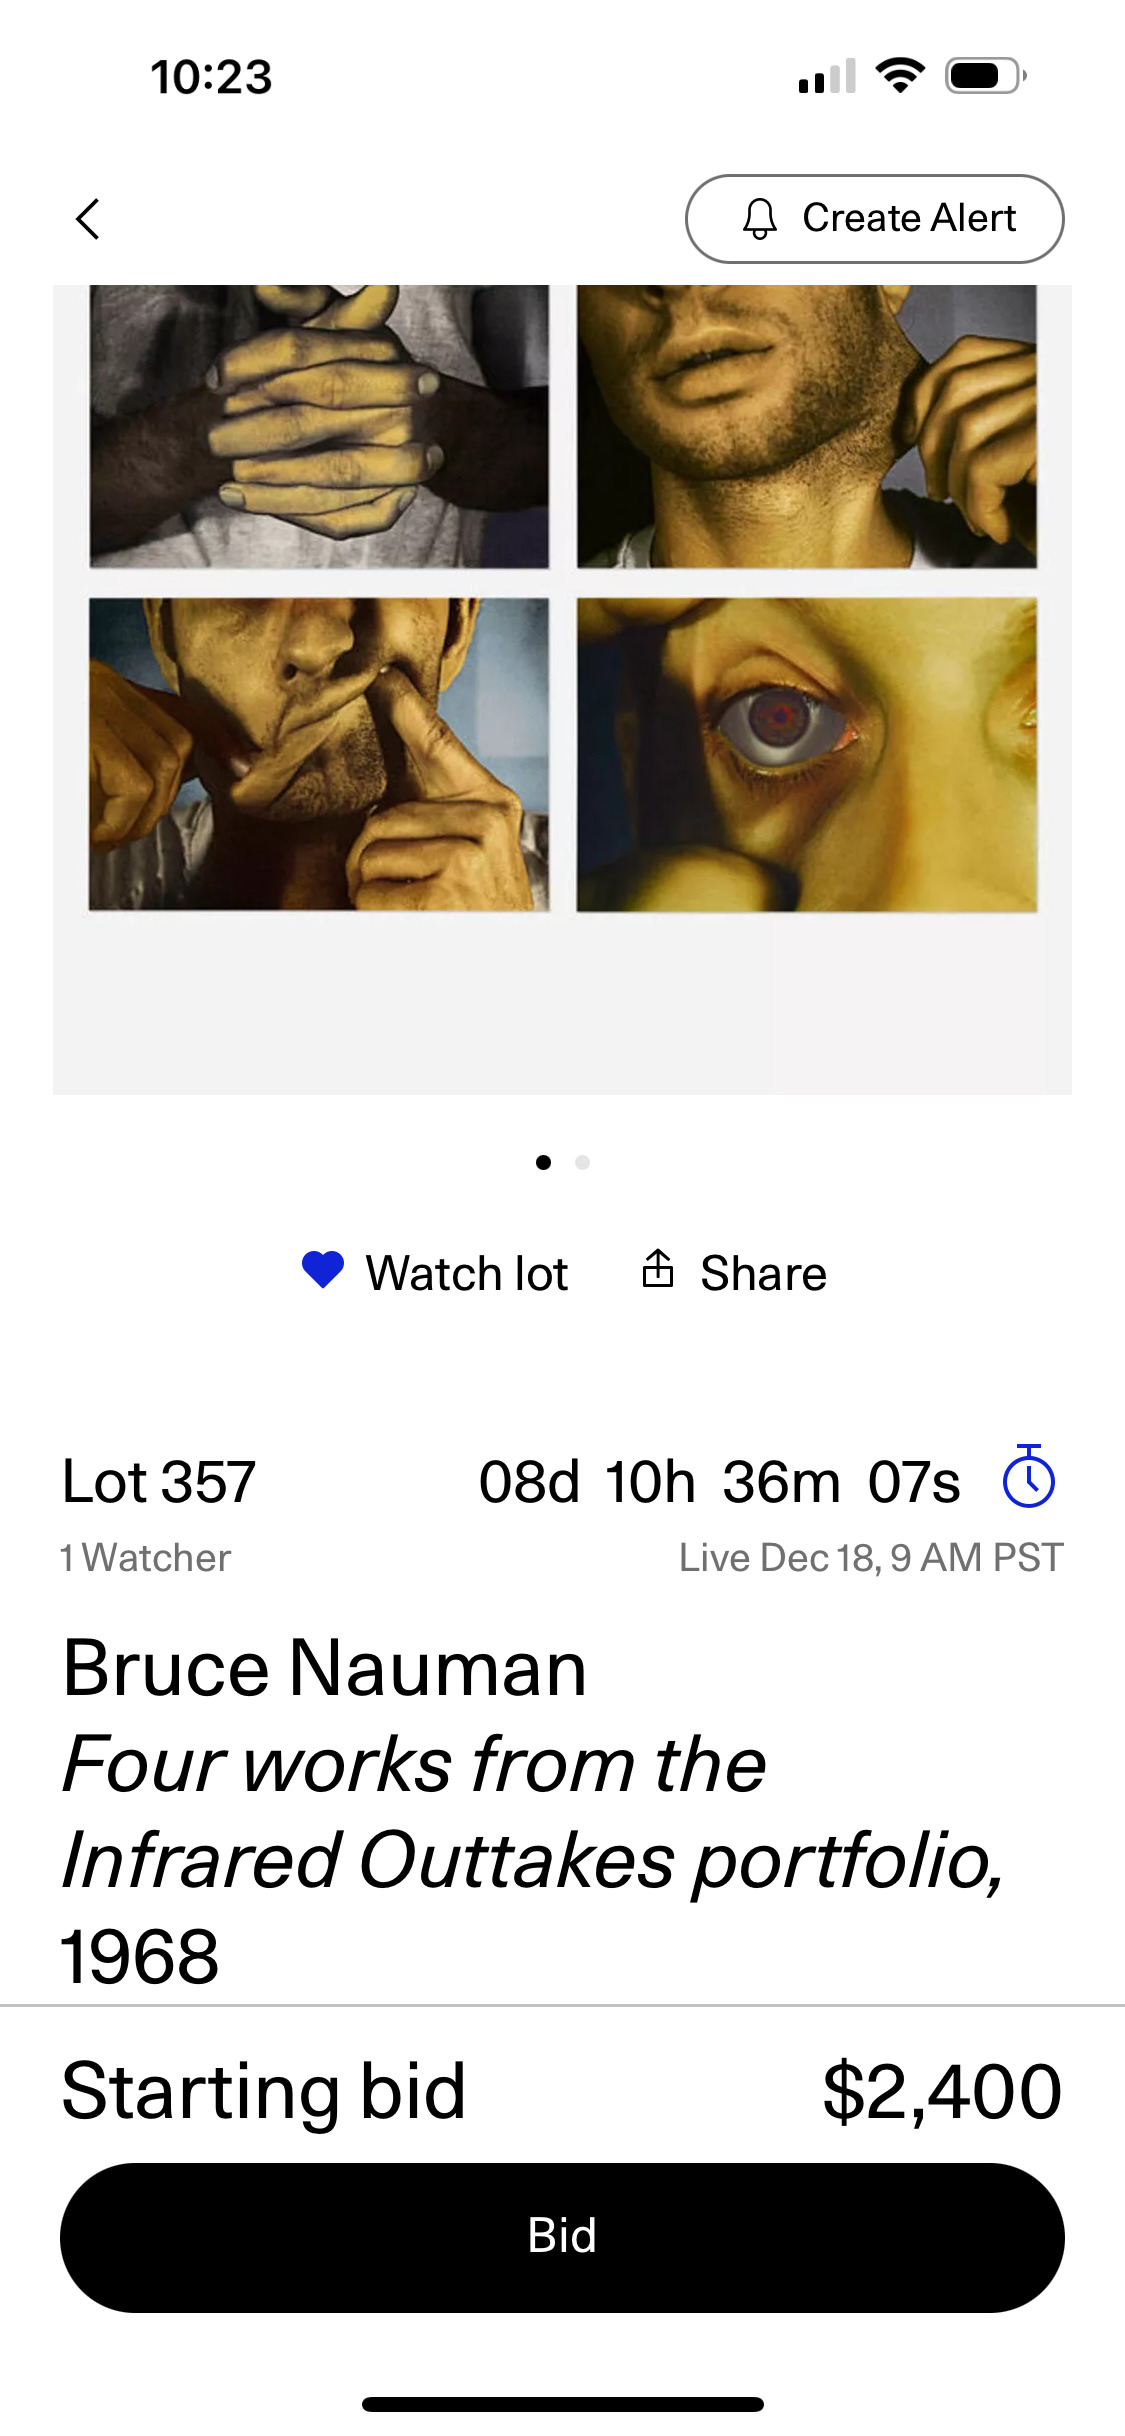 10:23
Create Alert
Watch lot Share
Lot 357 08d 10h 36m 07s
1 Watcher Live Dec 18, 9 AM PST
Bruce Nauman
Four works from the
Infrared Outtakes portfolio,
1968
Starting bid $2,400
Bid